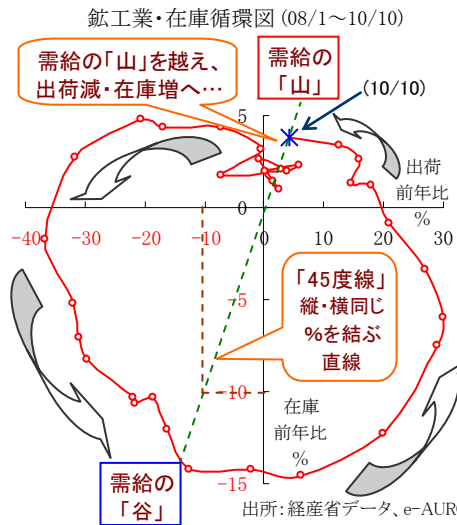 鉱工業・在庫循環図 (08/1～10/10)
需給の「山」を越え、
出荷減・在庫増へ…
需給の
「山」
(10/10)
5
出荷
前年比
%
0
-40
-30
-20
-10
0
10
20
30
「45度線」
縦・横同じ
%を結ぶ
直線
-5
-10
在庫
前年比
%
-15
需給の
「谷」
出所：経産省データ、e-AURO